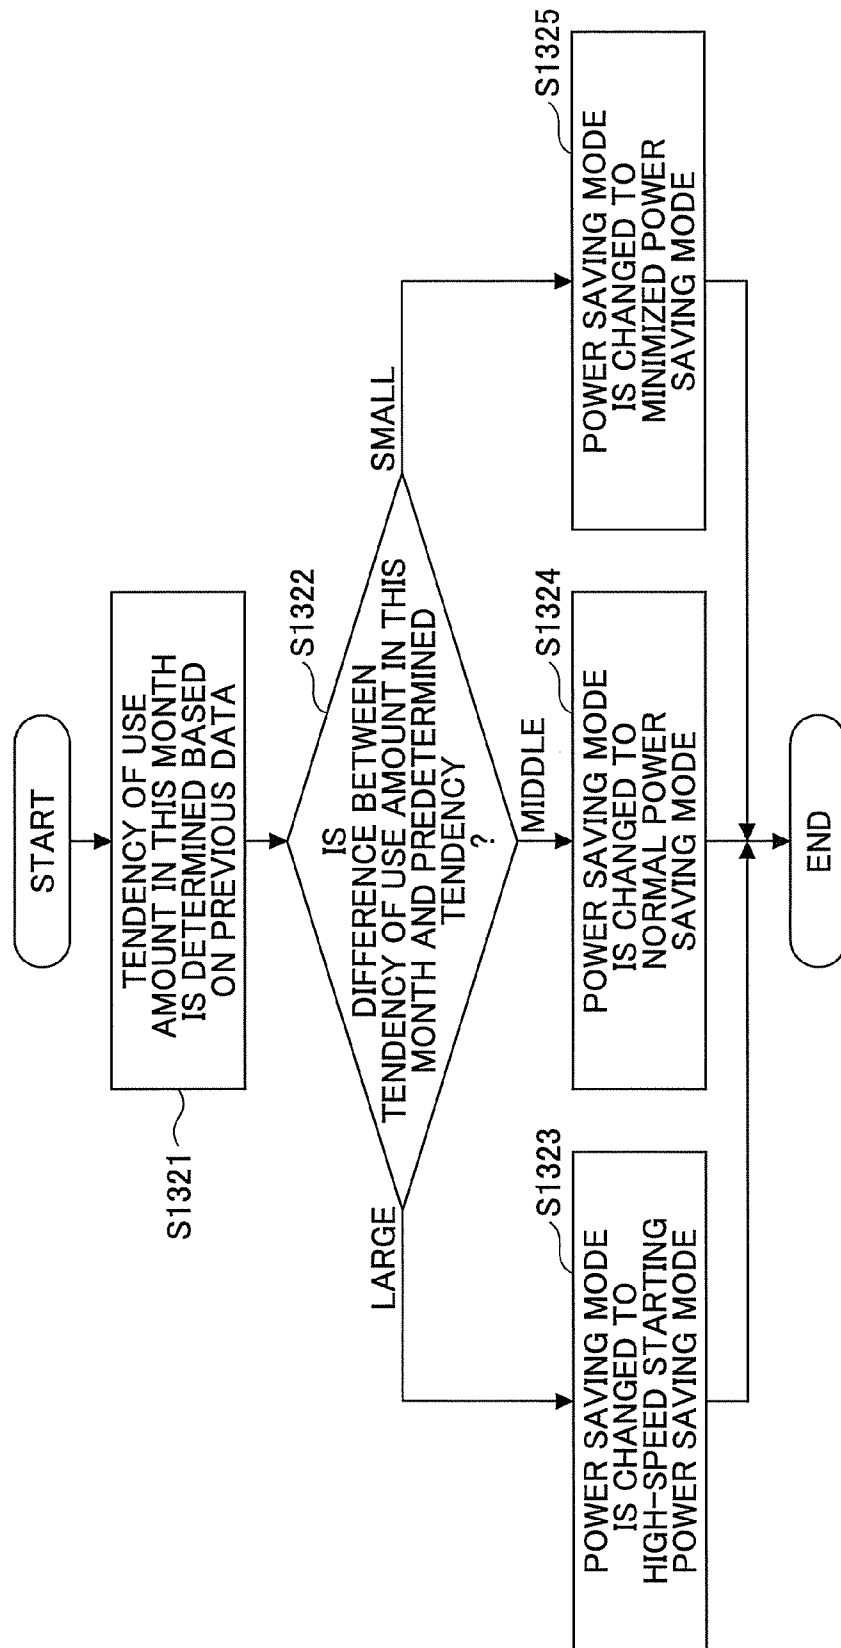 START
TENDENCY OF USE
AMOUNT IN THIS MONTH
IS DETERMINED BASED
ON PREVIOUS DATA
S1321
IS
DIFFERENCE BETWEEN
TENDENCY OF USE AMOUNT IN THIS
MONTH AND PREDETERMINED
TENDENCY
?
S1322
LARGE
MIDDLE
SMALL
POWER SAVING MODE
IS CHANGED TO
HIGH-SPEED STARTING
POWER SAVING MODE
S1323
POWER SAVING MODE
IS CHANGED TO
NORMAL POWER
SAVING MODE
S1324
POWER SAVING MODE
IS CHANGED TO
MINIMIZED POWER
SAVING MODE
S1325
END